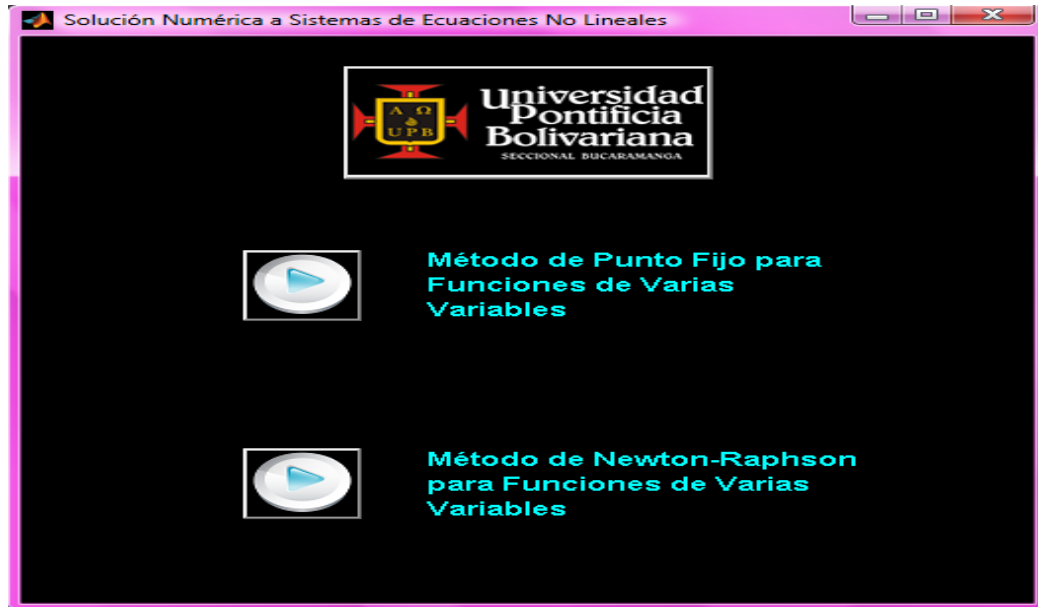 Solución Numérica a Sistemas de Ecuaciones No Lineales
Α Ω
UPB
Universidad
Pontificia
Bolivariana
SECCIONAL BUCARAMANGA
Método de Punto Fijo para
Funciones de Varias
Variables
Método de Newton-Raphson
para Funciones de Varias
Variables